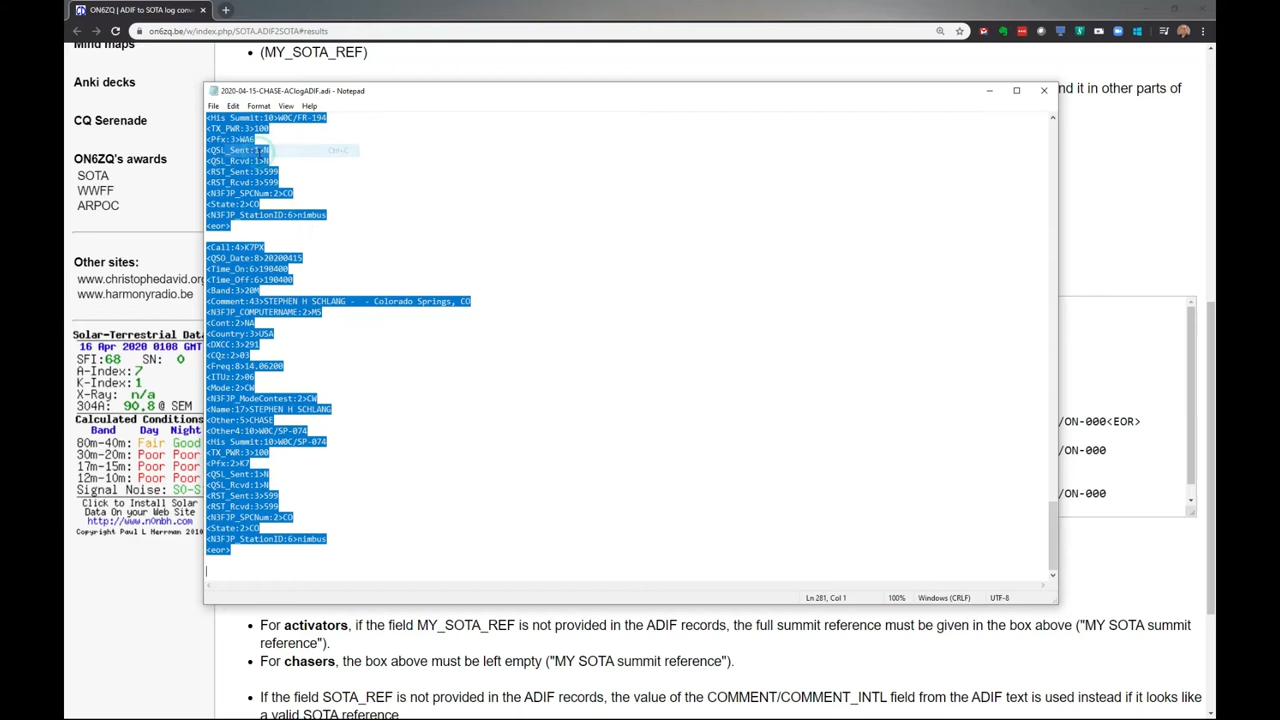 ON6ZQ | ADIF to SOTA log conv
on6zq.be/w/index.php/SOTA.ADIF2SOTA#results
Mind maps
Anki decks
CQ Serenade
ON6ZQ's awards
SOTA
WWFF
ARPOC
Other sites:
www.christophedavid.org
www.harmonyradio.be
Solar-Terrestrial Data
16 Apr 2020 0108 GMT
SFI:68 SN: 0
A-Index: 7
K-Index: 1
X-Ray: n/a
304A: 90.8 @ SEM
Calculated Conditions
Band Day Night
80m-40m: Fair Good
30m-20m: Poor Poor
17m-15m: Poor Poor
12m-10m: Poor Poor
Signal Noise: S0-S
Click to Install Solar
Data On your Web Site
http://www.n0nbh.com
Copyright Paul L Herrman 2010
(MY_SOTA_REF)
nd it in other parts of
2020-04-15-CHASE-AClogADIF.adi - Notepad
File Edit Format View Help
<His Summit:10>W0C/FR-194
<TX_PWR:3>100
<Pfx:3>WA6
<QSL_Sent:1>N
Ctrl+C
<QSL_Rcvd:1>N
<RST_Sent:3>599
<RST_Rcvd:3>599
<N3FJP_SPCNum:2>CO
<State:2>CO
<N3FJP_StationID:6>nimbus
<eor>
<Call:4>K7PX
<QSO_Date:8>20200415
<Time_On:6>190400
<Time_Off:6>190400
<Band:3>20M
<Comment:43>STEPHEN H SCHLANG - - Colorado Springs, CO
<N3FJP_COMPUTERNAME:2>M5
<Cont:2>NA
<Country:3>USA
<DXCC:3>291
<CQz:2>03
<Freq:8>14.06200
<ITUz:2>06
<Mode:2>CW
<N3FJP_ModeContest:2>CW
<Name:17>STEPHEN H SCHLANG
<Other:5>CHASE
<Other4:10>W0C/SP-074
<His Summit:10>W0C/SP-074
<TX_PWR:3>100
<Pfx:2>K7
<QSL_Sent:1>N
<QSL_Rcvd:1>N
<RST_Sent:3>599
<RST_Rcvd:3>599
<N3FJP_SPCNum:2>CO
<State:2>CO
<N3FJP_StationID:6>nimbus
<eor>
Ln 281, Col 1 100% Windows (CRLF) UTF-8
/ON-000<EOR>
/ON-000
/ON-000
For activators, if the field MY_SOTA_REF is not provided in the ADIF records, the full summit reference must be given in the box above ("MY SOTA summit
reference").
For chasers, the box above must be left empty ("MY SOTA summit reference").
If the field SOTA_REF is not provided in the ADIF records, the value of the COMMENT/COMMENT_INTL field from the ADIF text is used instead if it looks like
a valid SOTA reference